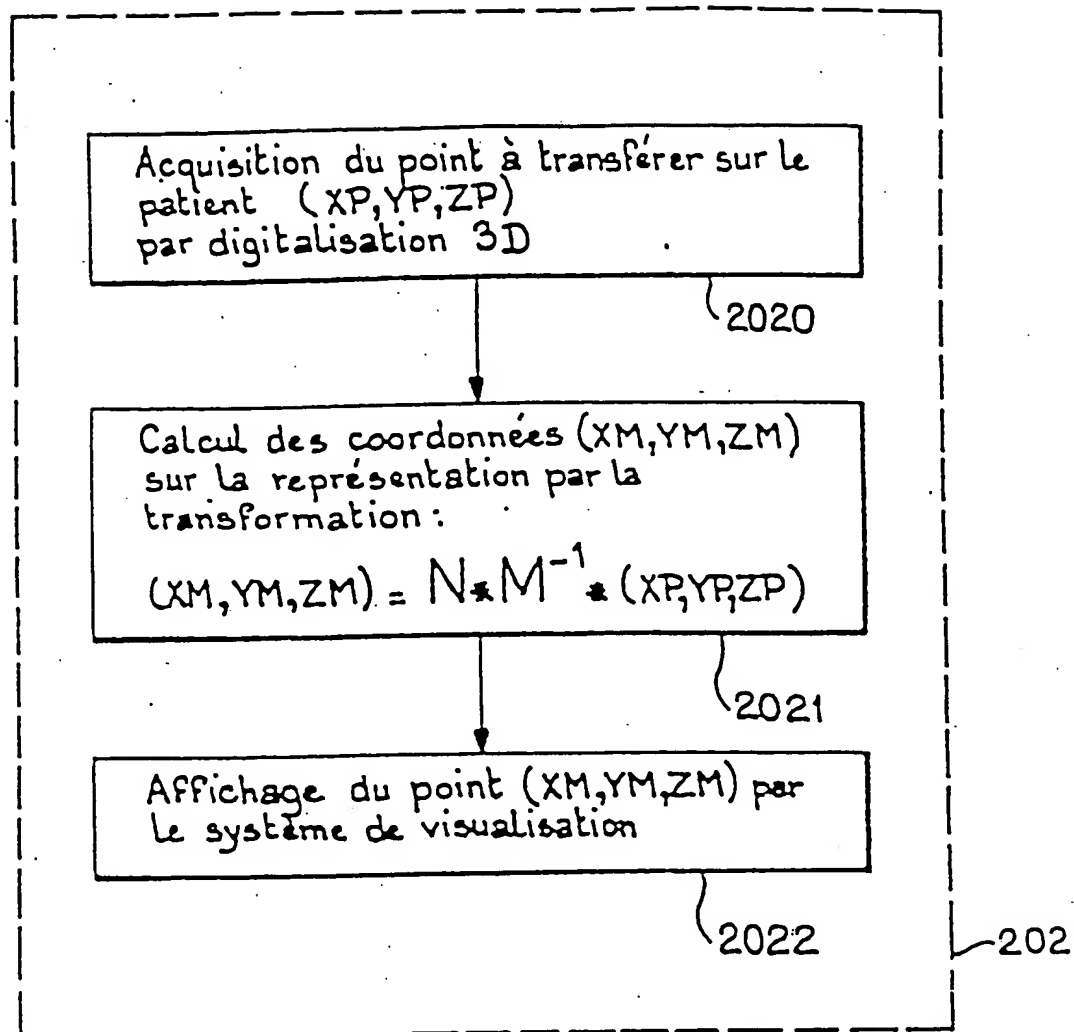 Acquisition du point à transférer sur le
patient (XP,YP,ZP)
par digitalisation 3D
2020
Calcul des coordonnées (XM,YM,ZM)
sur la représentation par la
transformation :
(XM,YM,ZM) = N*M⁻¹* (XP,YP,ZP)
2021
Affichage du point (XM,YM,ZM) par
le système de visualisation
2022
202